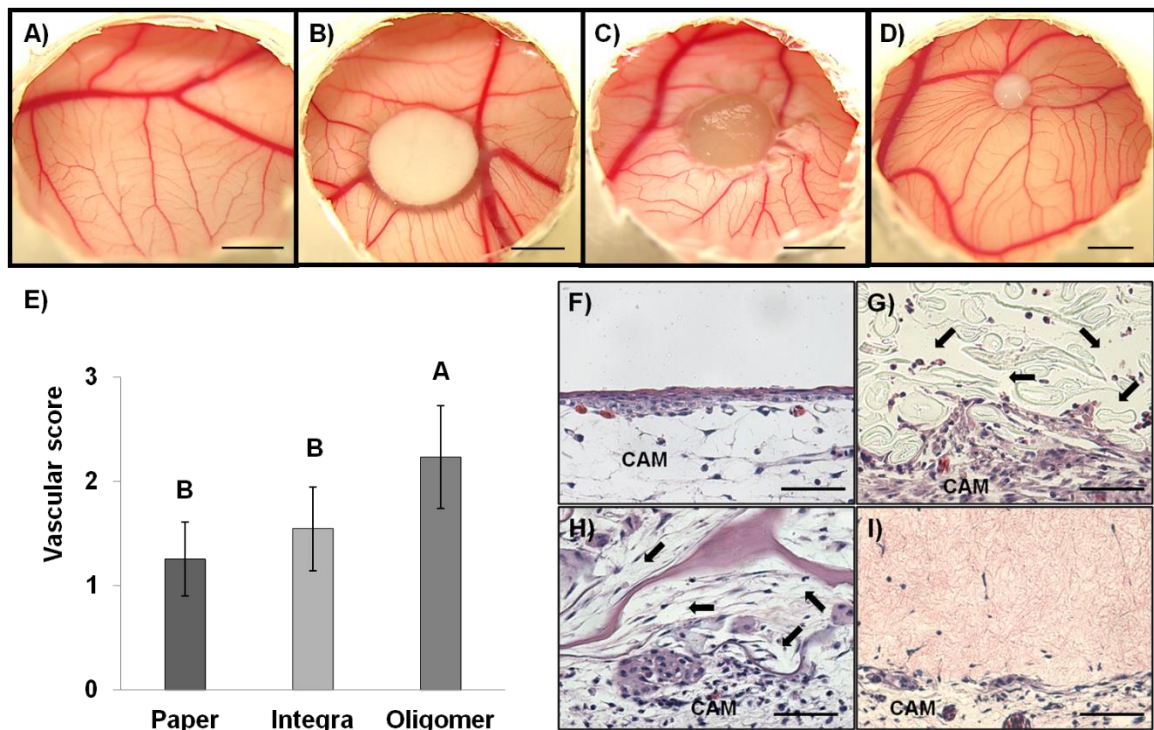 A)
B)
C)
D)
E)
Vascular score
3
2
1
0
B
B
A
Paper
Integra
Oligomer
F)
CAM
G)
CAM
H)
CAM
I)
CAM